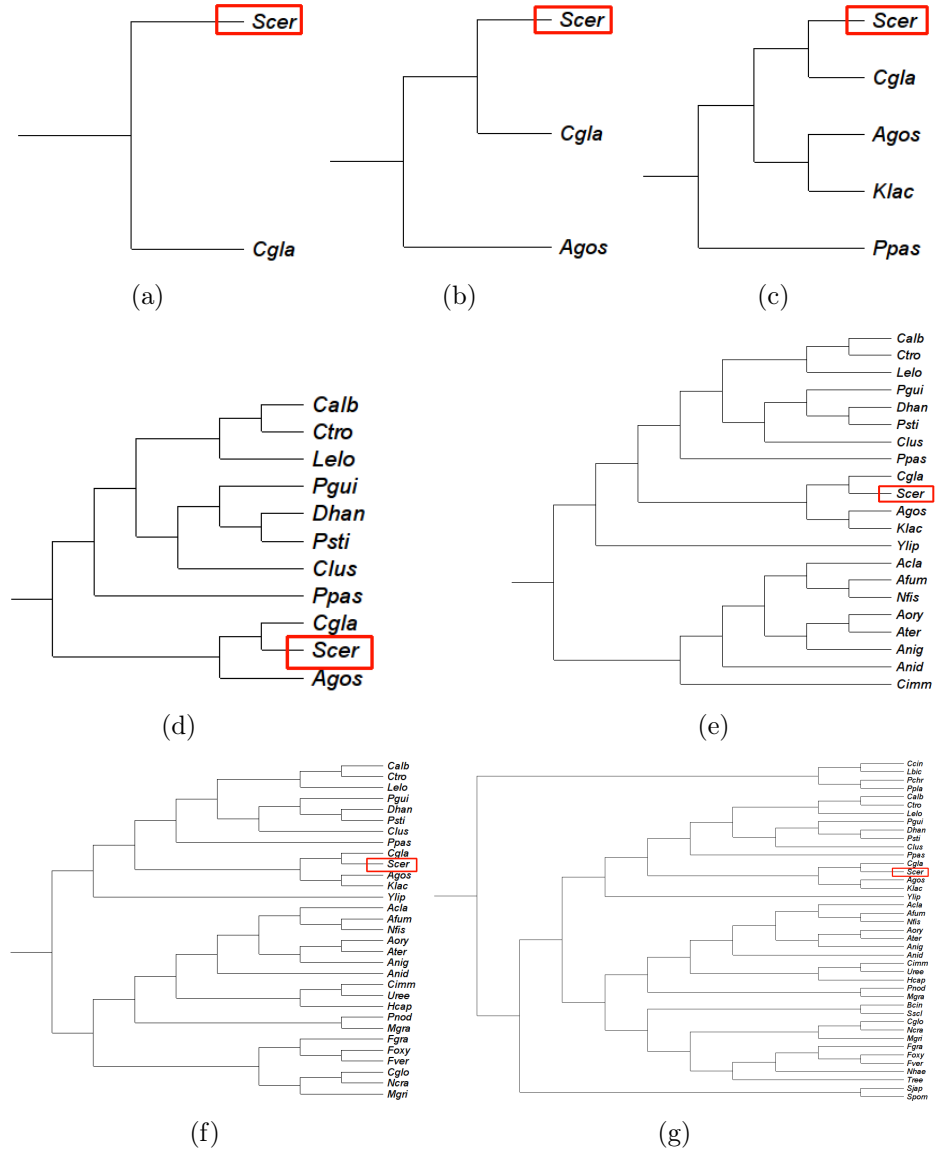 Scer
Cgla
(a)
Scer
Cgla
Agos
(b)
Scer
Cgla
Agos
Klac
Ppas
(c)
Calb
Ctro
Lelo
Pgui
Dhan
Psti
Clus
Ppas
Cgla
Scer
Agos
(d)
Calb
Ctro
Lelo
Pgui
Dhan
Psti
Clus
Ppas
Cgla
Scer
Agos
Klac
Ylip
Acla
Afum
Nfis
Aory
Ater
Anig
Anid
Cimm
(e)
Calb
Ctro
Lelo
Pgui
Dhan
Psti
Clus
Ppas
Cgla
Scer
Agos
Klac
Ylip
Acla
Afum
Nfis
Aory
Ater
Anig
Anid
Cimm
Uree
Hcap
Pnod
Mgra
Fgra
Foxy
Fver
Cglo
Ncra
Mgri
(f)
Ccin
Lbic
Pchr
Ppla
Calb
Ctro
Lelo
Pgui
Dhan
Psti
Clus
Ppas
Cgla
Scer
Agos
Klac
Ylip
Acla
Afum
Nfis
Aory
Ater
Anig
Anid
Cimm
Uree
Hcap
Pnod
Mgra
Bcin
Sscl
Cglo
Ncra
Mgri
Fgra
Foxy
Fver
Nhae
Tree
Sjap
Spom
(g)